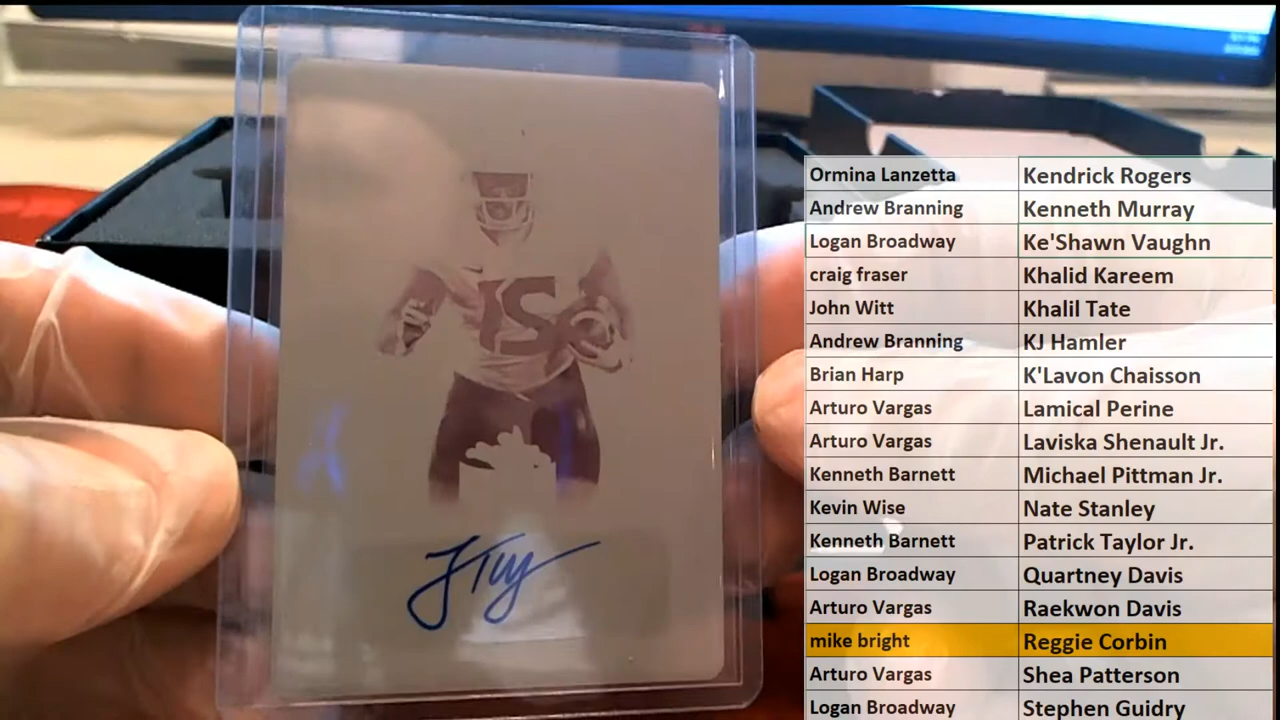 15
J Tuy
Ormina Lanzetta Kendrick Rogers
Andrew Branning Kenneth Murray
Logan Broadway Ke'Shawn Vaughn
craig fraser Khalid Kareem
John Witt Khalil Tate
Andrew Branning KJ Hamler
Brian Harp K'Lavon Chaisson
Arturo Vargas Lamical Perine
Arturo Vargas Laviska Shenault Jr.
Kenneth Barnett Michael Pittman Jr.
Kevin Wise Nate Stanley
Kenneth Barnett Patrick Taylor Jr.
Logan Broadway Quartney Davis
Arturo Vargas Raekwon Davis
mike bright Reggie Corbin
Arturo Vargas Shea Patterson
Logan Broadway Stephen Guidry